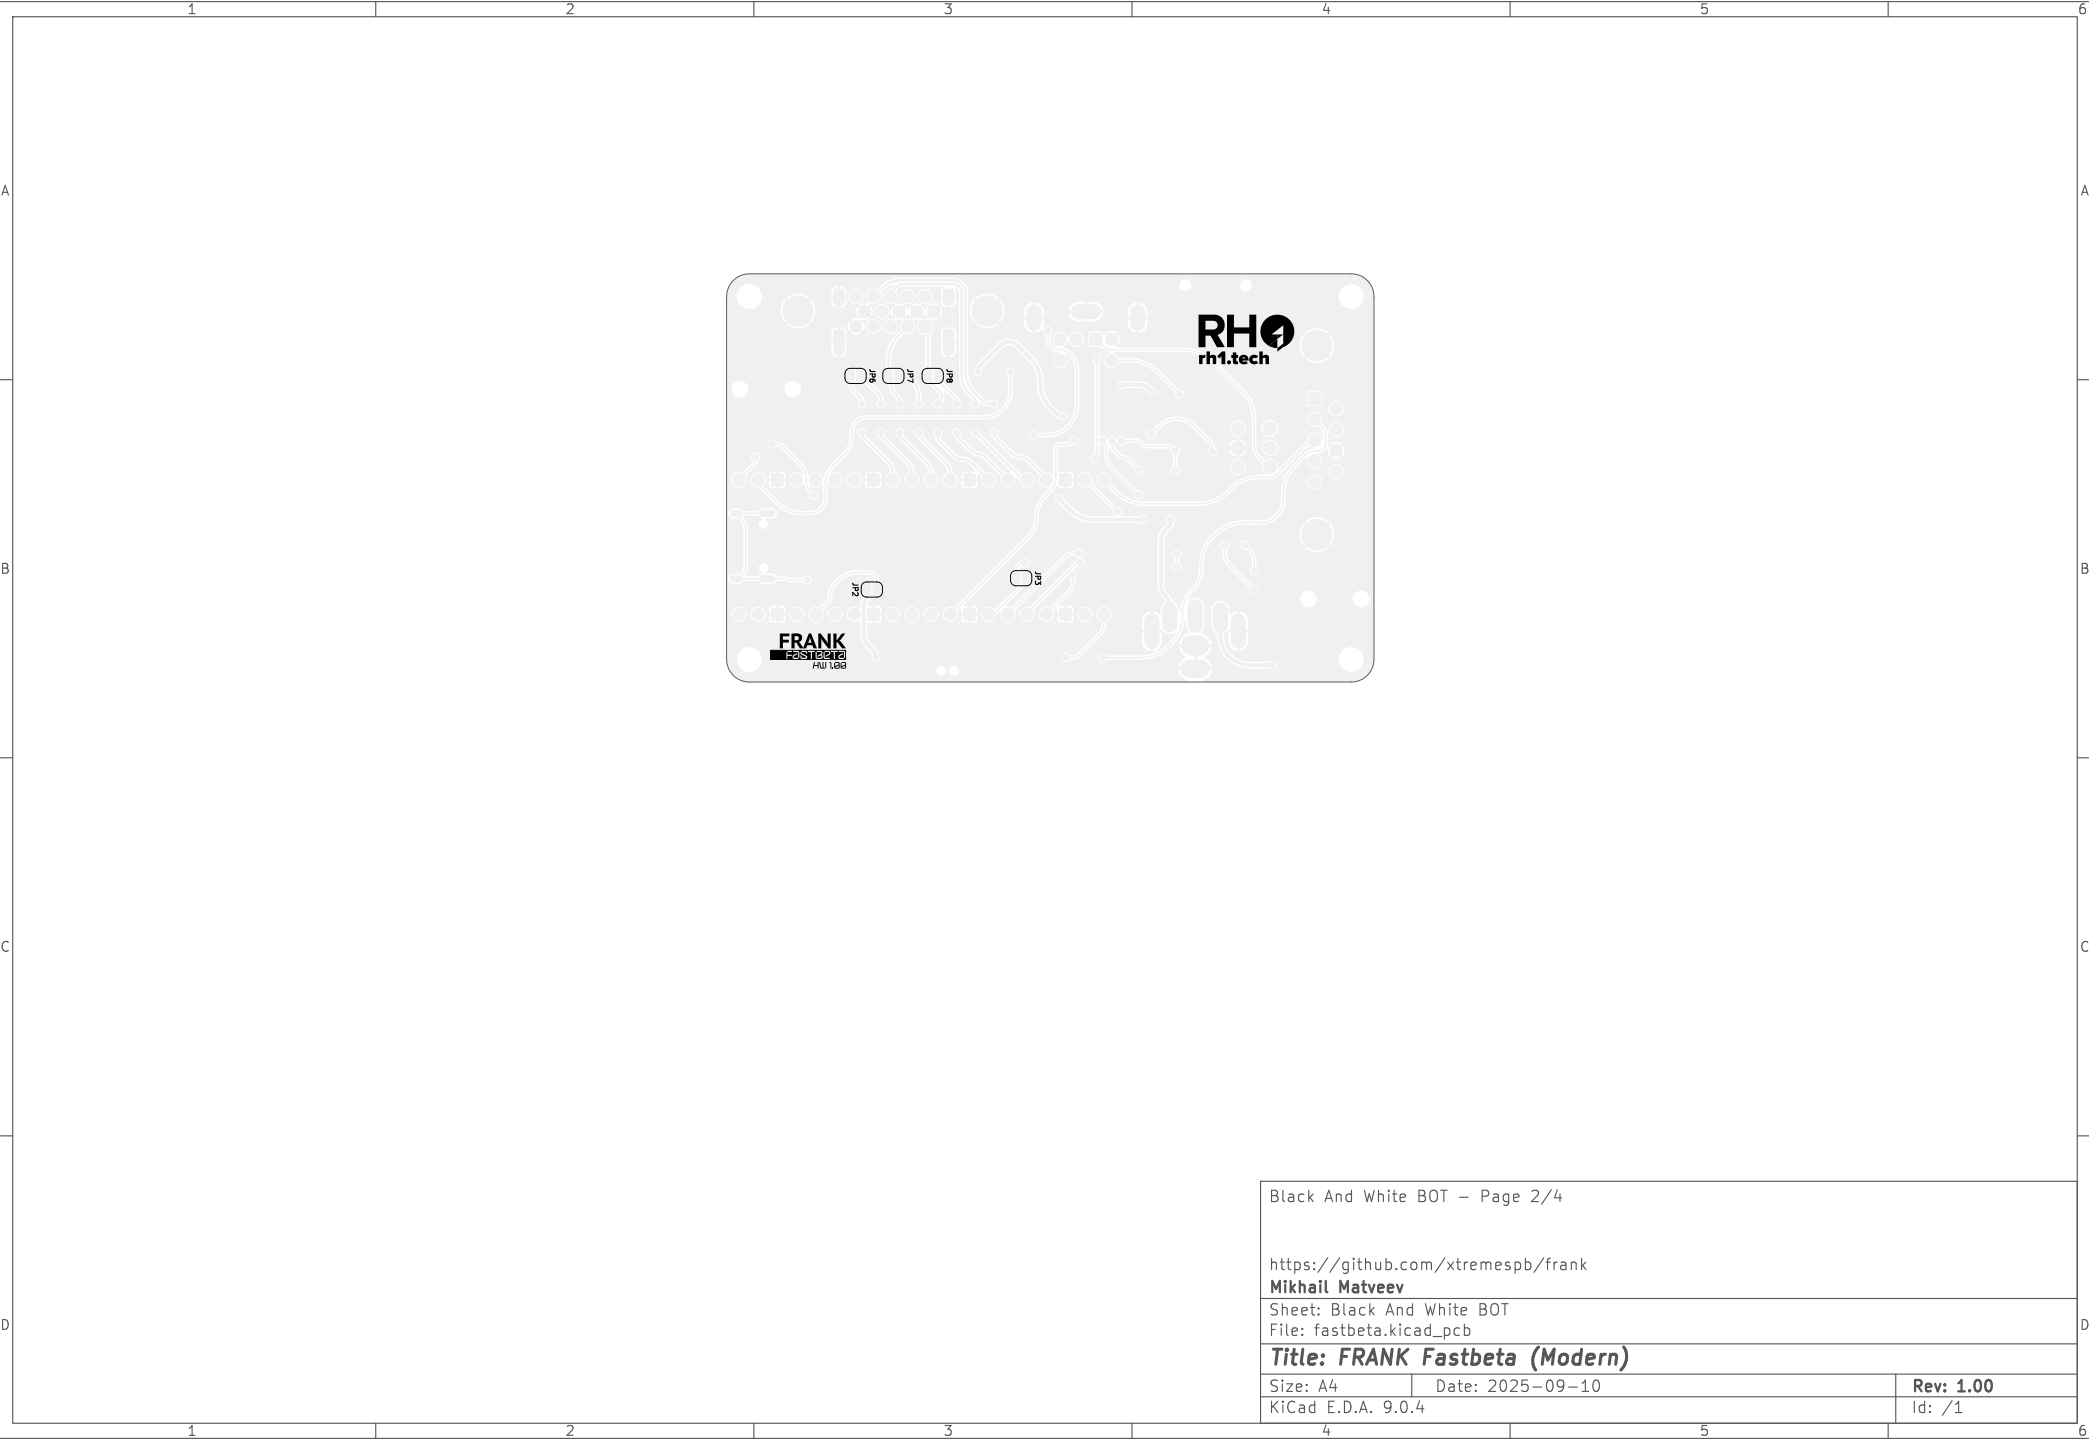 1 2 3 4 5 6
A A
RH1
rh1.tech
JP6 JP7 JP8
B B
JP2 JP3
FRANK
FASTBETA
HW 1.00
C C
Black And White BOT – Page 2/4
https://github.com/xtremespb/frank
Mikhail Matveev
Sheet: Black And White BOT
File: fastbeta.kicad_pcb
D D
Title: FRANK Fastbeta (Modern)
Size: A4 Date: 2025-09-10 Rev: 1.00
KiCad E.D.A. 9.0.4 Id: /1
1 2 3 4 5 6